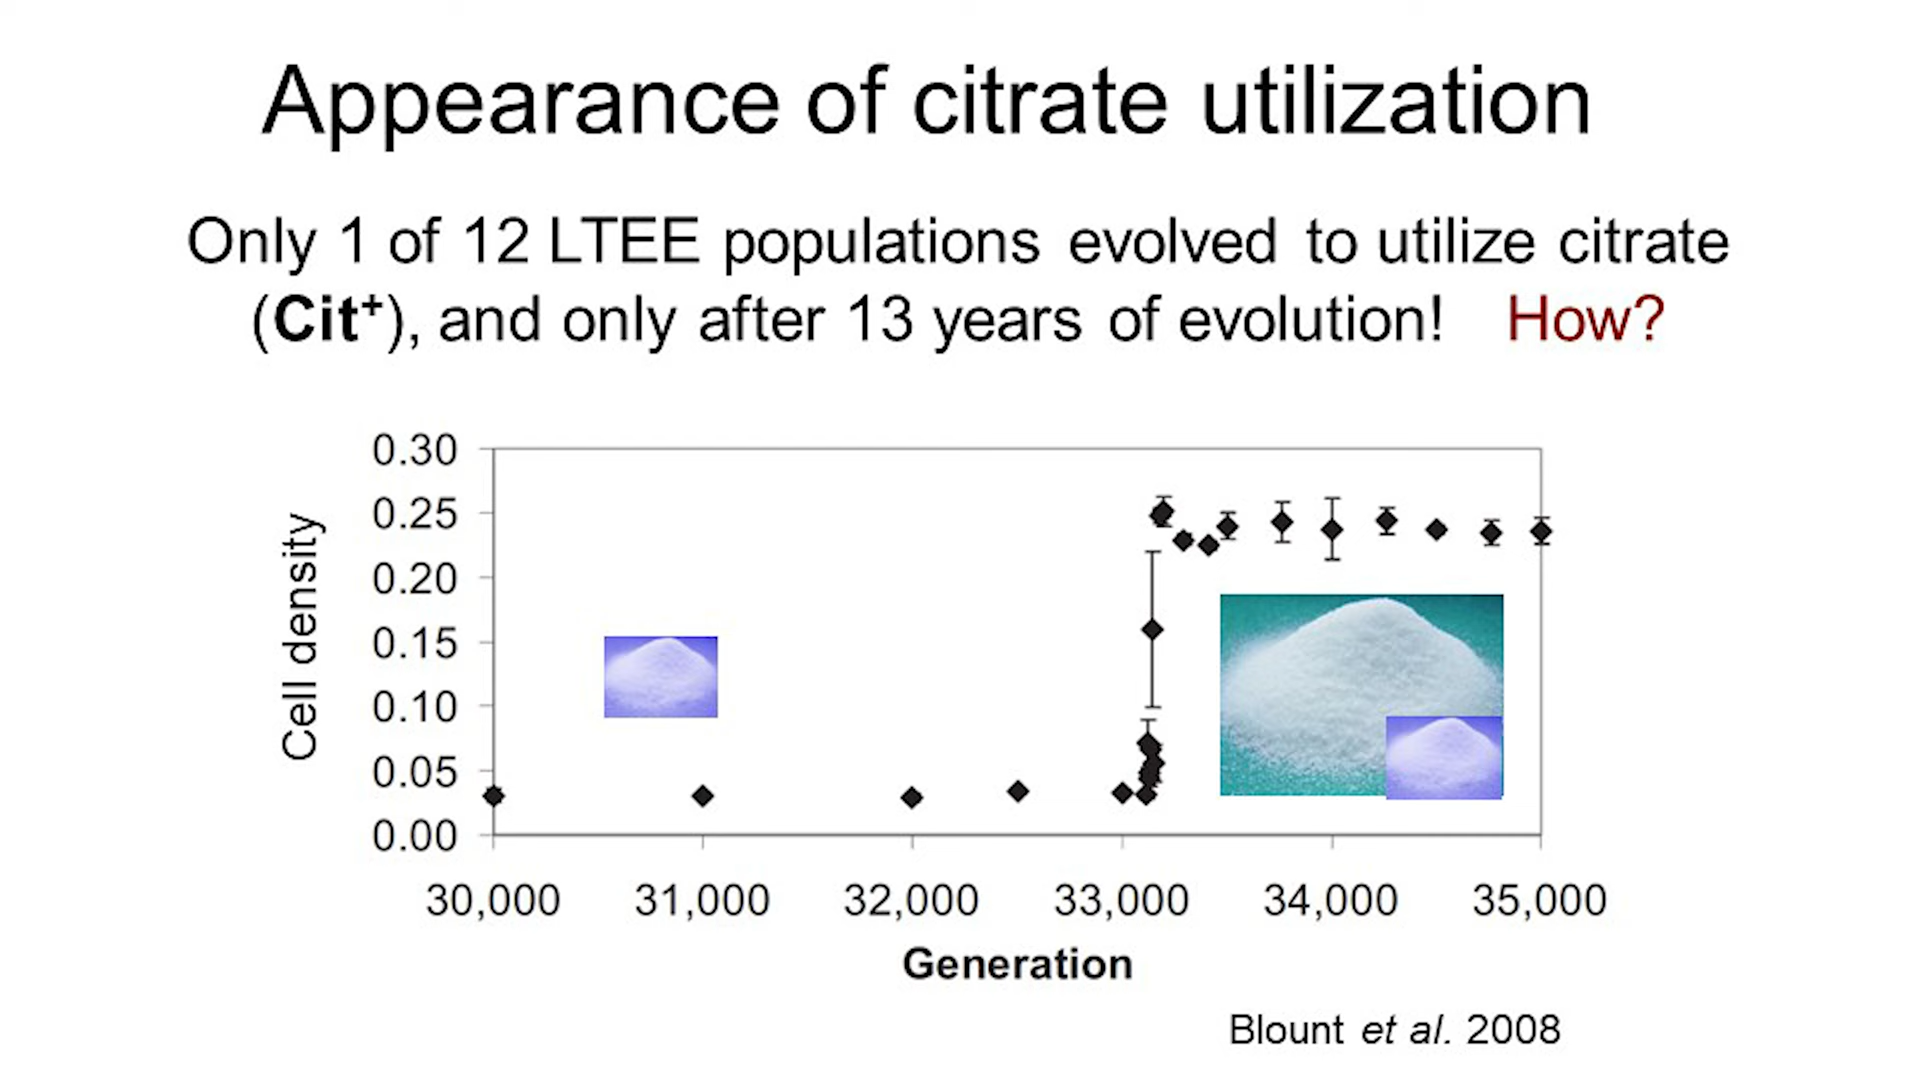 Appearance of citrate utilization
Only 1 of 12 LTEE populations evolved to utilize citrate
(Cit⁺), and only after 13 years of evolution! How?
0.30
0.25
0.20
0.15
0.10
0.05
0.00
Cell density
30,000 31,000 32,000 33,000 34,000 35,000
Generation
Blount et al. 2008